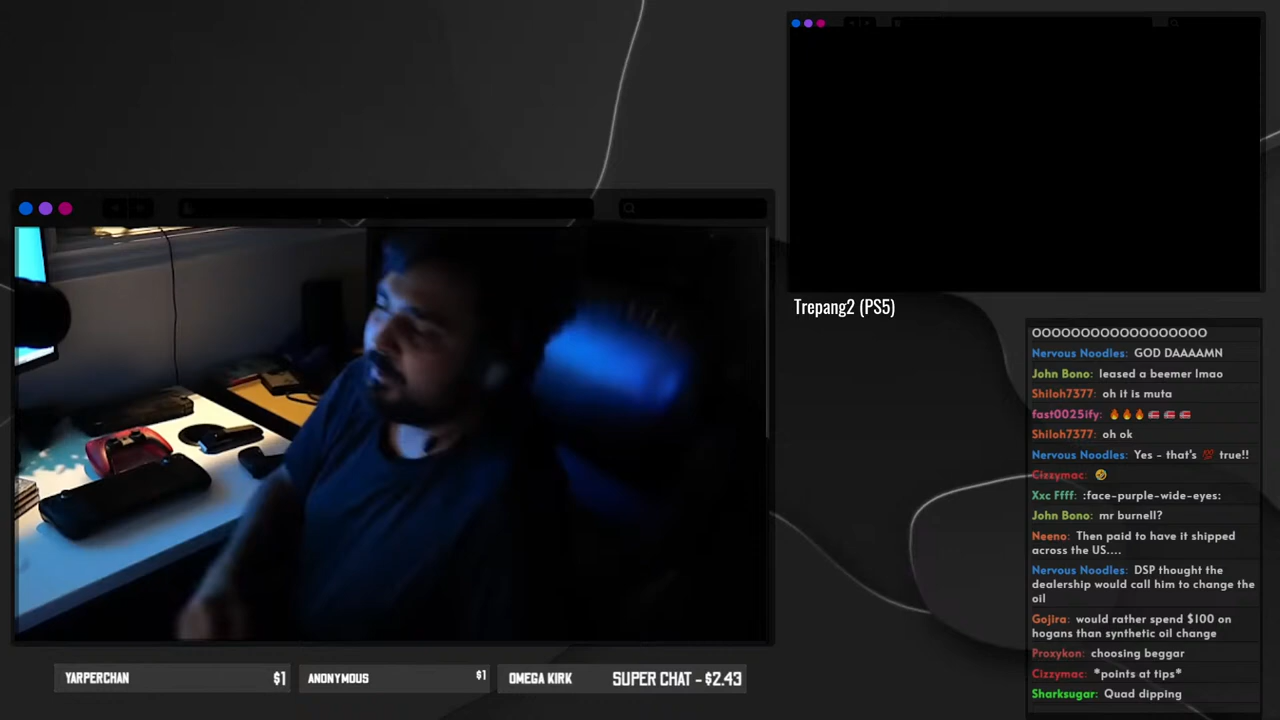 Trepang2 (PS5)
OOOOOOOOOOOOOOOOOO
Nervous Noodles: GOD DAAAAMN
John Bono: leased a beemer lmao
Shiloh7377: oh it is muta
fast0025ify: 🔥🔥🔥
Shiloh7377: oh ok
Nervous Noodles: Yes - that's 💯 true!!
Cizzymac: 🤣
Xxc Ffff: :face-purple-wide-eyes:
John Bono: mr burnell?
Neeno: Then paid to have it shipped
across the US....
Nervous Noodles: DSP thought the
dealership would call him to change the
oil
Gojira: would rather spend $100 on
hogans than synthetic oil change
Proxykon: choosing beggar
Cizzymac: *points at tips*
Sharksugar: Quad dipping
YARPERCHAN $1
ANONYMOUS $1
OMEGA KIRK SUPER CHAT - $2.43